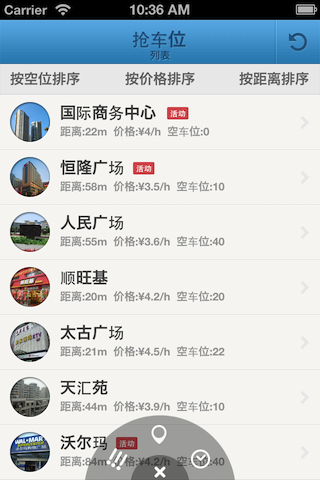 Carrier 10:36 AM
抢车位
列表
按空位排序 按价格排序 按距离排序
国际商务中心 活动
距离:22m 价格:¥4/h 空车位:0
恒隆广场 活动
距离:58m 价格:¥3.5/h 空车位:10
人民广场
距离:55m 价格:¥3.6/h 空车位:40
顺旺基
距离:20m 价格:¥4.2/h 空车位:20
太古广场
距离:21m 价格:¥4.5/h 空车位:22
天汇苑
距离:44m 价格:¥3.9/h 空车位:10
WAL-MART
沃尔玛 活动
距离:84m 价格:¥4.2/h 空车位:40